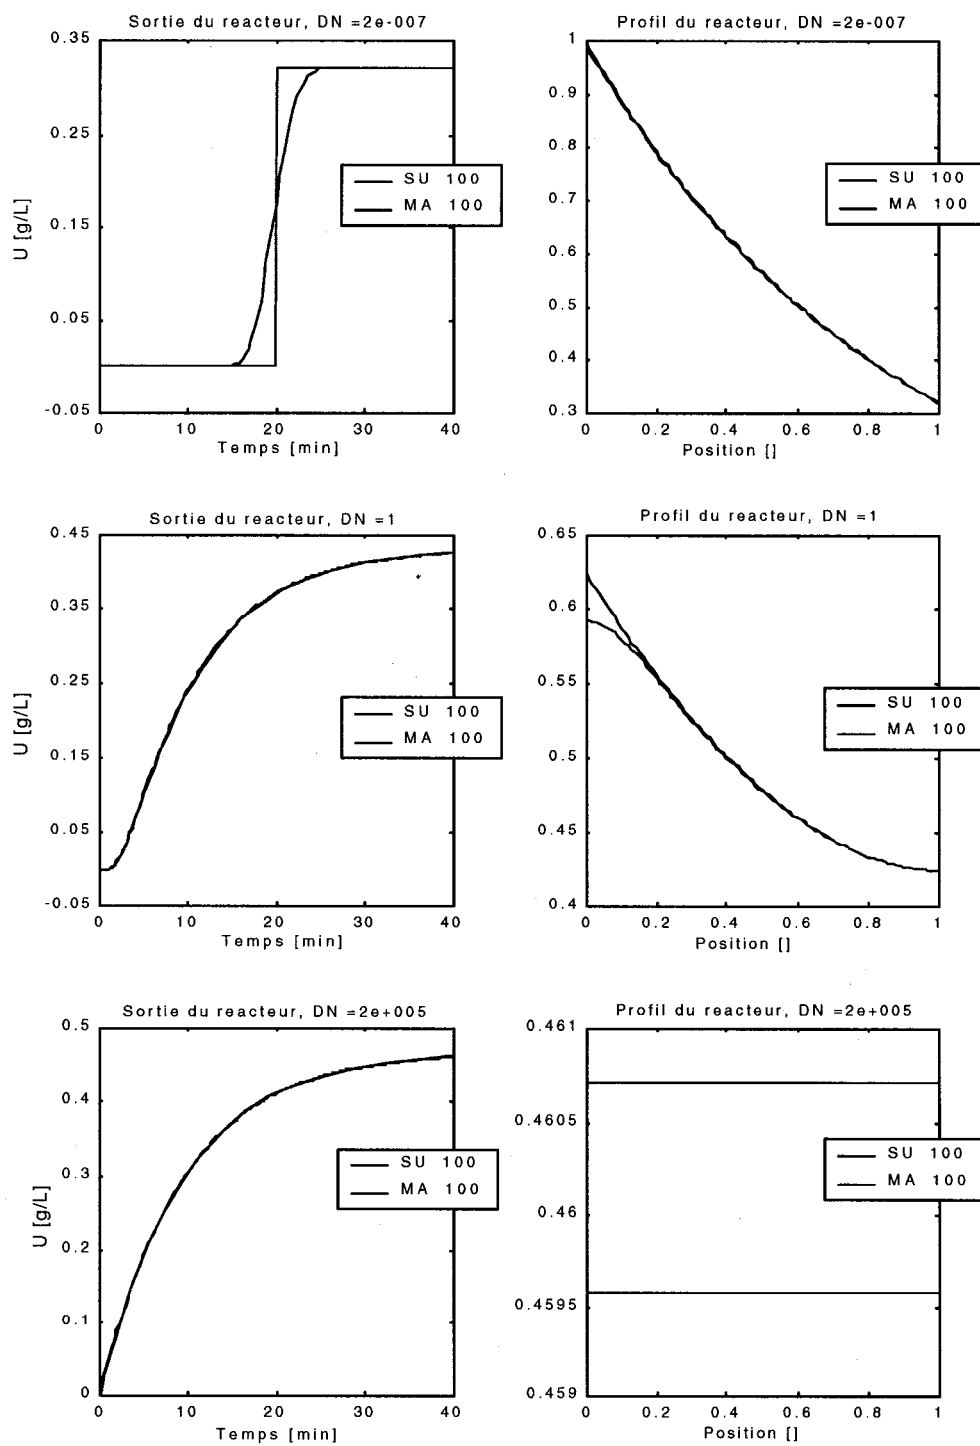 Sortie du reacteur, DN =2e-007
0.35
0.25
0.15
0.05
-0.05
U [g/L]
SU 100
MA 100
0 10 20 30 40
Temps [min]
Profil du reacteur, DN =2e-007
1
0.9
0.8
0.7
0.6
0.5
0.4
0.3
SU 100
MA 100
0 0.2 0.4 0.6 0.8 1
Position []
Sortie du reacteur, DN =1
0.45
0.35
0.25
0.15
0.05
-0.05
U [g/L]
SU 100
MA 100
0 10 20 30 40
Temps [min]
Profil du reacteur, DN =1
0.65
0.6
0.55
0.5
0.45
0.4
SU 100
MA 100
0 0.2 0.4 0.6 0.8 1
Position []
Sortie du reacteur, DN =2e+005
0.5
0.4
0.3
0.2
0.1
0
U [g/L]
SU 100
MA 100
0 10 20 30 40
Temps [min]
Profil du reacteur, DN =2e+005
0.461
0.4605
0.46
0.4595
0.459
SU 100
MA 100
0 0.2 0.4 0.6 0.8 1
Position []